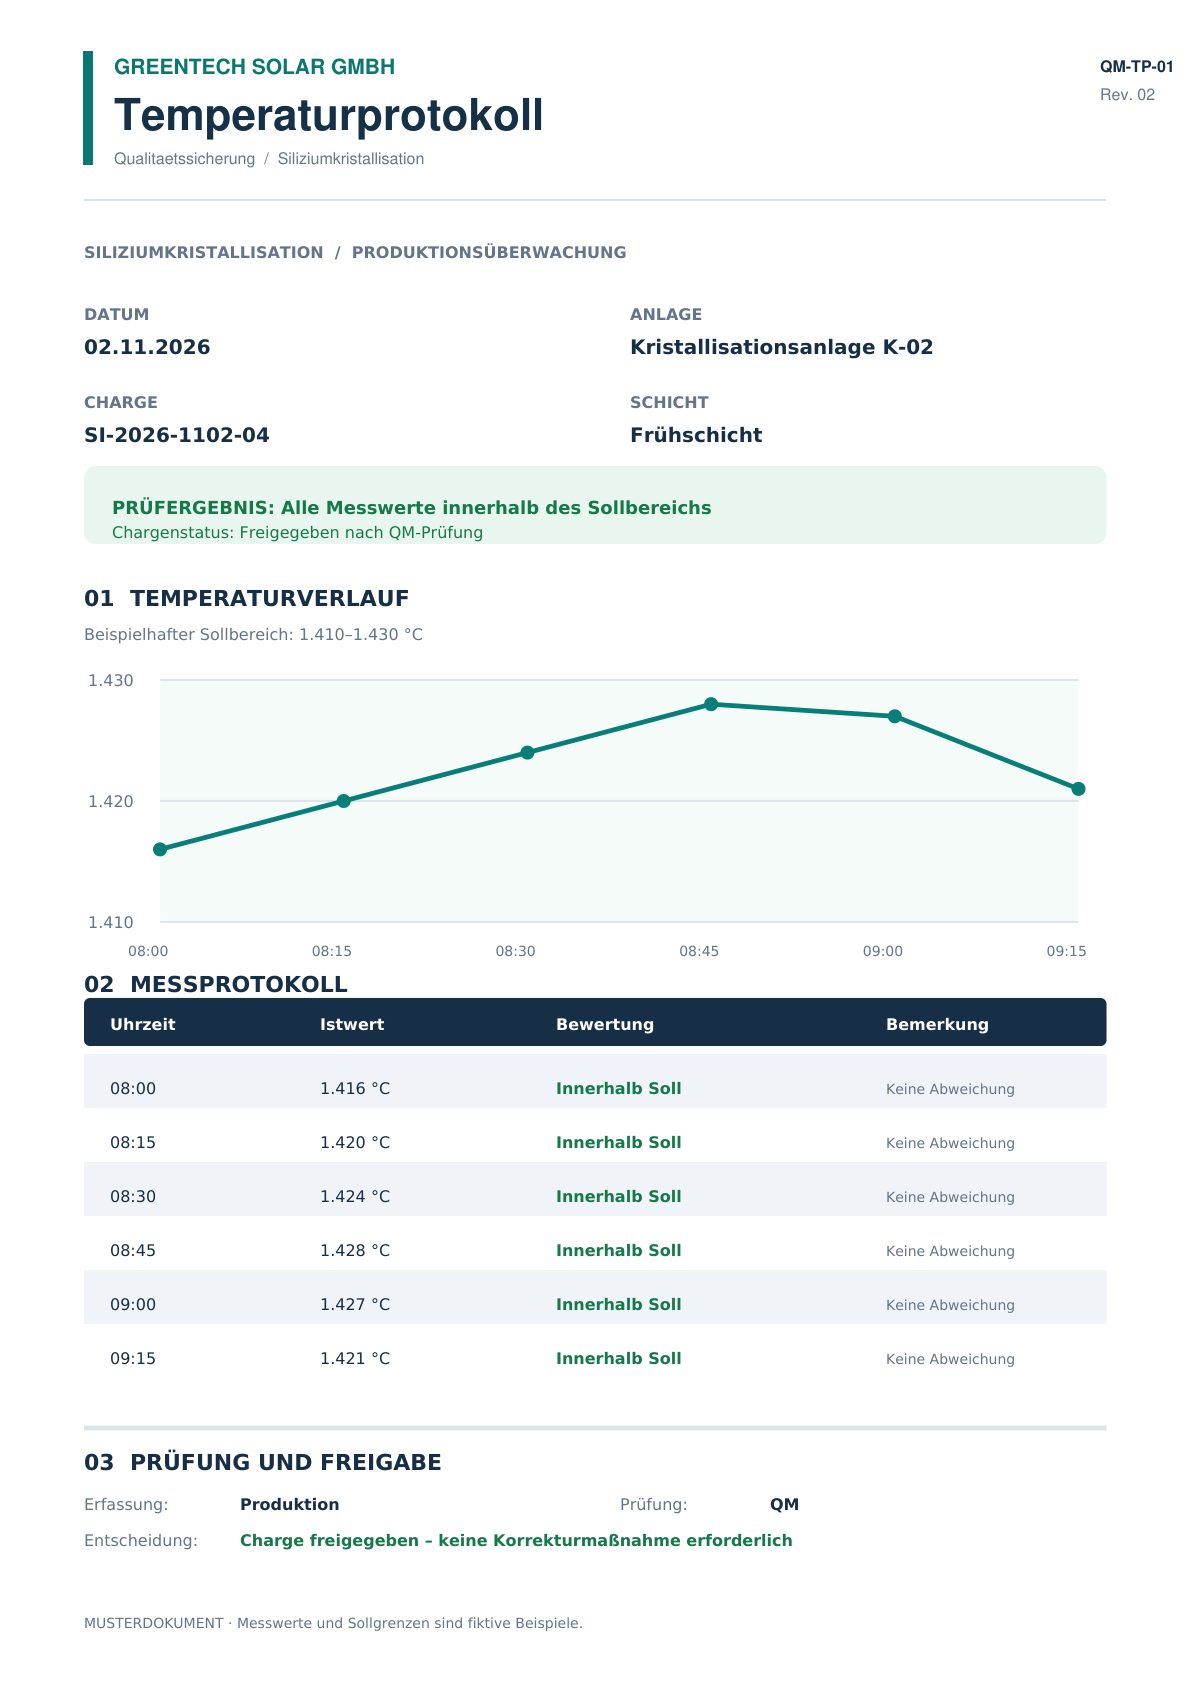 GREENTECH SOLAR GMBH
QM-TP-01
Temperaturprotokoll
Rev. 02
Qualitaetssicherung / Siliziumkristallisation
SILIZIUMKRISTALLISATION / PRODUKTIONSÜBERWACHUNG
DATUM
ANLAGE
02.11.2026
Kristallisationsanlage K-02
CHARGE
SCHICHT
SI-2026-1102-04
Frühschicht
PRÜFERGEBNIS: Alle Messwerte innerhalb des Sollbereichs
Chargenstatus: Freigegeben nach QM-Prüfung
01 TEMPERATURVERLAUF
Beispielhafter Sollbereich: 1.410–1.430 °C
1.430
1.420
1.410
08:00 08:15 08:30 08:45 09:00 09:15
02 MESSPROTOKOLL
Uhrzeit Istwert Bewertung Bemerkung
08:00 1.416 °C Innerhalb Soll Keine Abweichung
08:15 1.420 °C Innerhalb Soll Keine Abweichung
08:30 1.424 °C Innerhalb Soll Keine Abweichung
08:45 1.428 °C Innerhalb Soll Keine Abweichung
09:00 1.427 °C Innerhalb Soll Keine Abweichung
09:15 1.421 °C Innerhalb Soll Keine Abweichung
03 PRÜFUNG UND FREIGABE
Erfassung: Produktion Prüfung: QM
Entscheidung: Charge freigegeben – keine Korrekturmaßnahme erforderlich
MUSTERDOKUMENT · Messwerte und Sollgrenzen sind fiktive Beispiele.